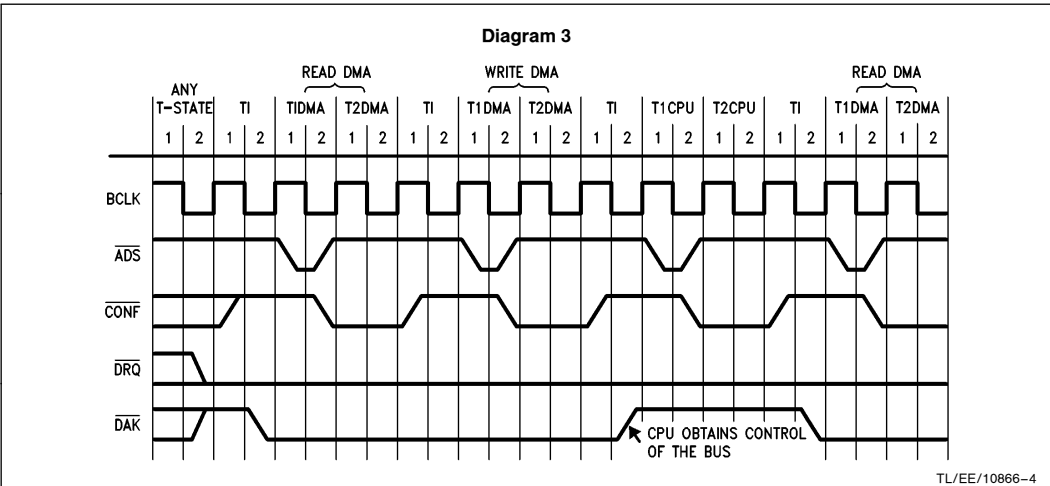 Diagram 3
READ DMA WRITE DMA READ DMA
ANY
T-STATE TI TIDMA T2DMA TI T1DMA T2DMA TI T1CPU T2CPU TI T1DMA T2DMA
1 2 1 2 1 2 1 2 1 2 1 2 1 2 1 2 1 2 1 2 1 2 1 2 1 2
BCLK
ADS
CONF
DRQ
DAK
CPU OBTAINS CONTROL
OF THE BUS
TL/EE/10866–4